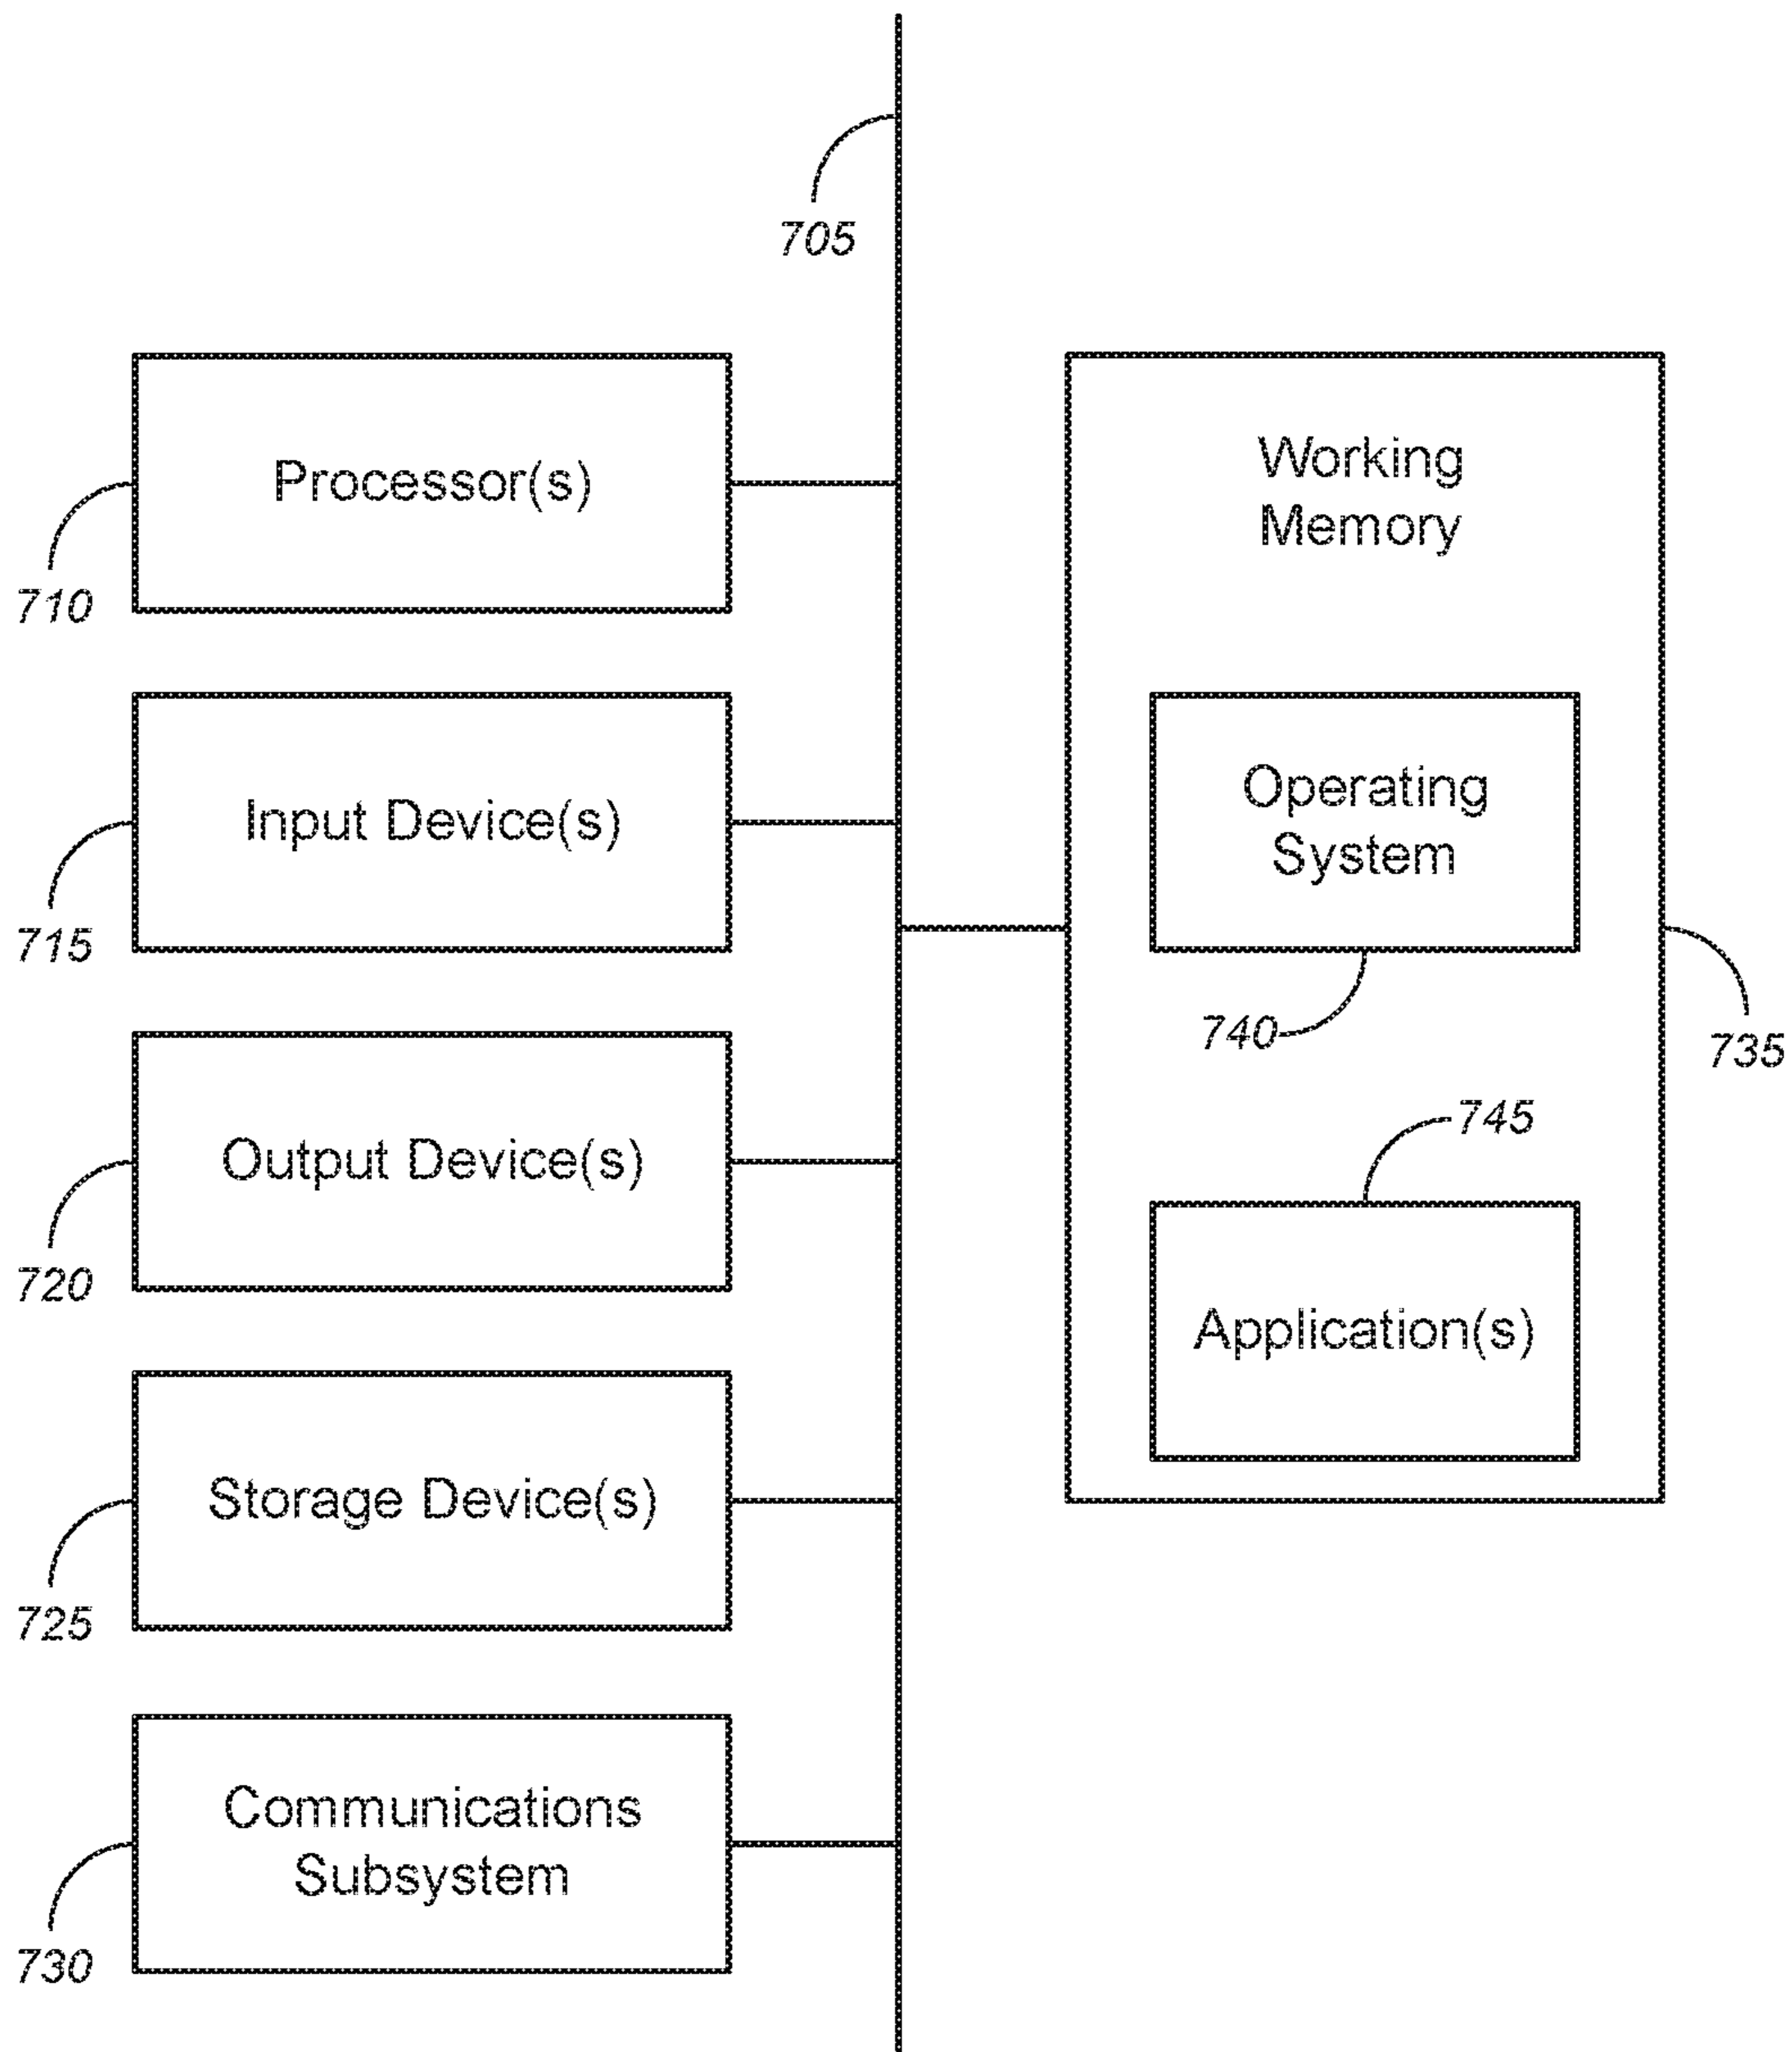 705
Processor(s)
710
Input Device(s)
715
Output Device(s)
720
Storage Device(s)
725
Communications
Subsystem
730
Working
Memory
Operating
System
740
735
745
Application(s)